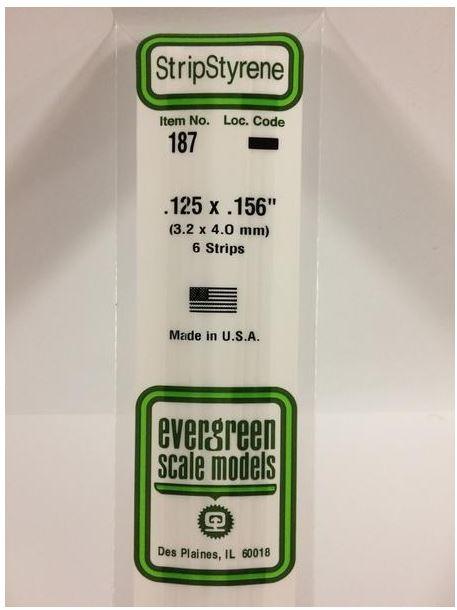 StripStyrene
Item No. Loc. Code
187
.125 x .156"
(3.2 x 4.0 mm)
6 Strips
Made in U.S.A.
evergreen
scale models
Des Plaines, IL 60018